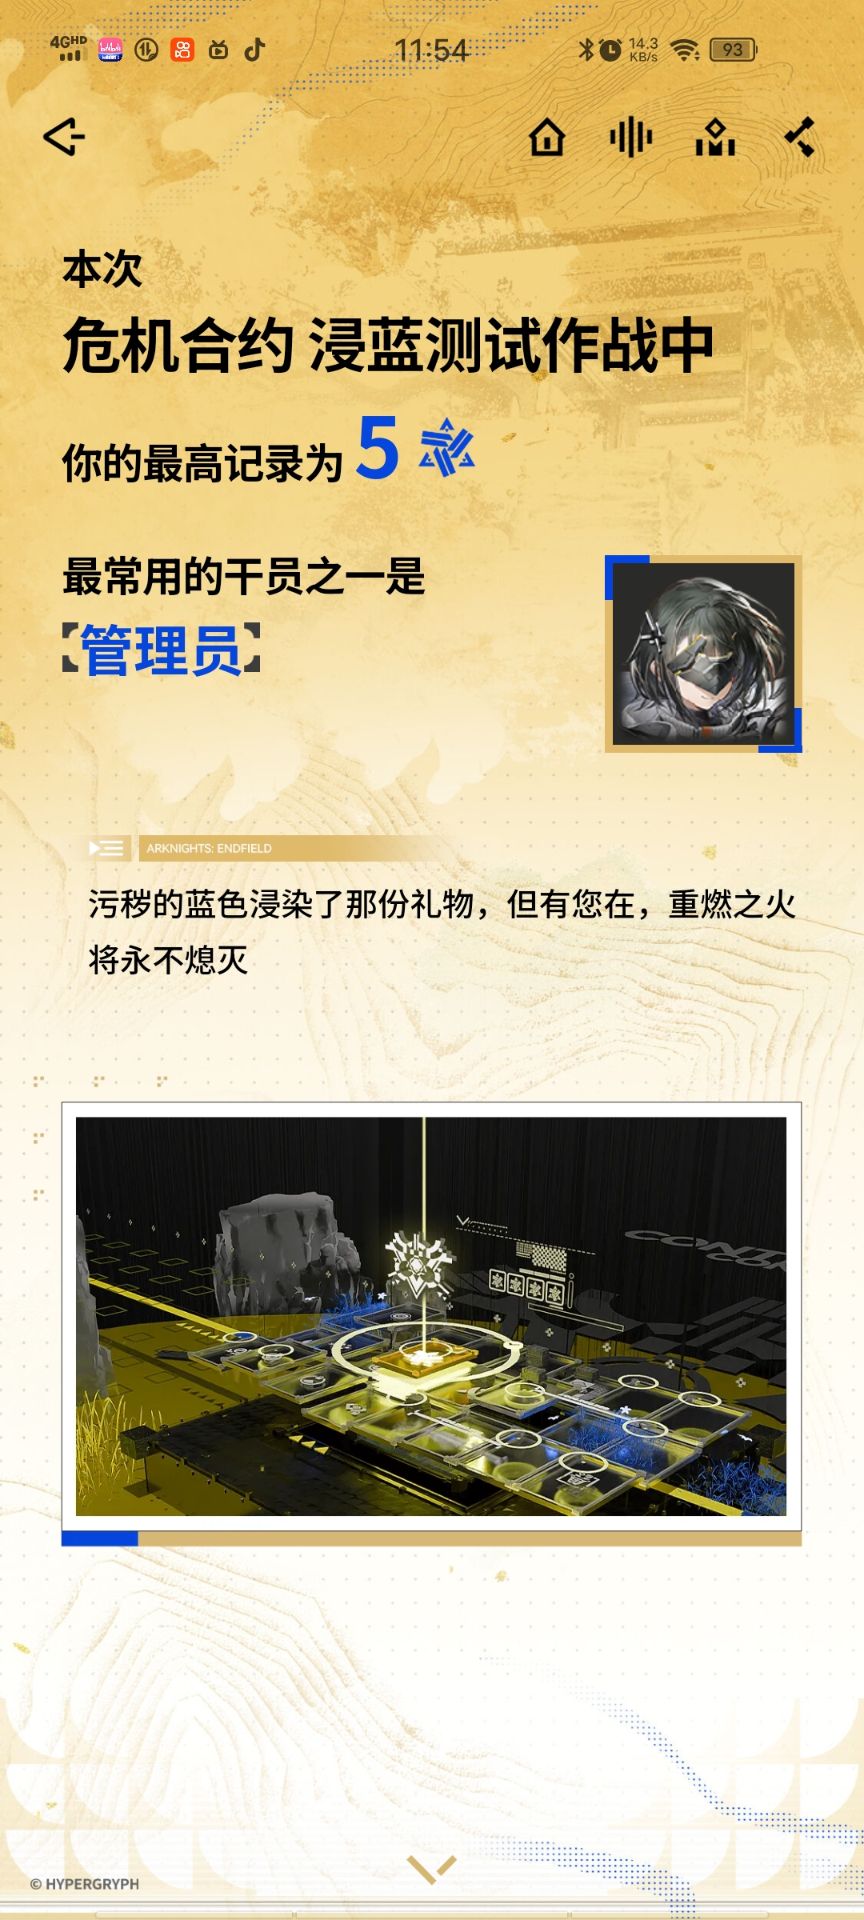 4GHD
11:54
14.3
KB/s
93
本次
危机合约 浸蓝测试作战中
你的最高记录为 5
最常用的干员之一是
管理员
ARKNIGHTS: ENDFIELD
污秽的蓝色浸染了那份礼物，但有您在，重燃之火
将永不熄灭
© HYPERGRYPH